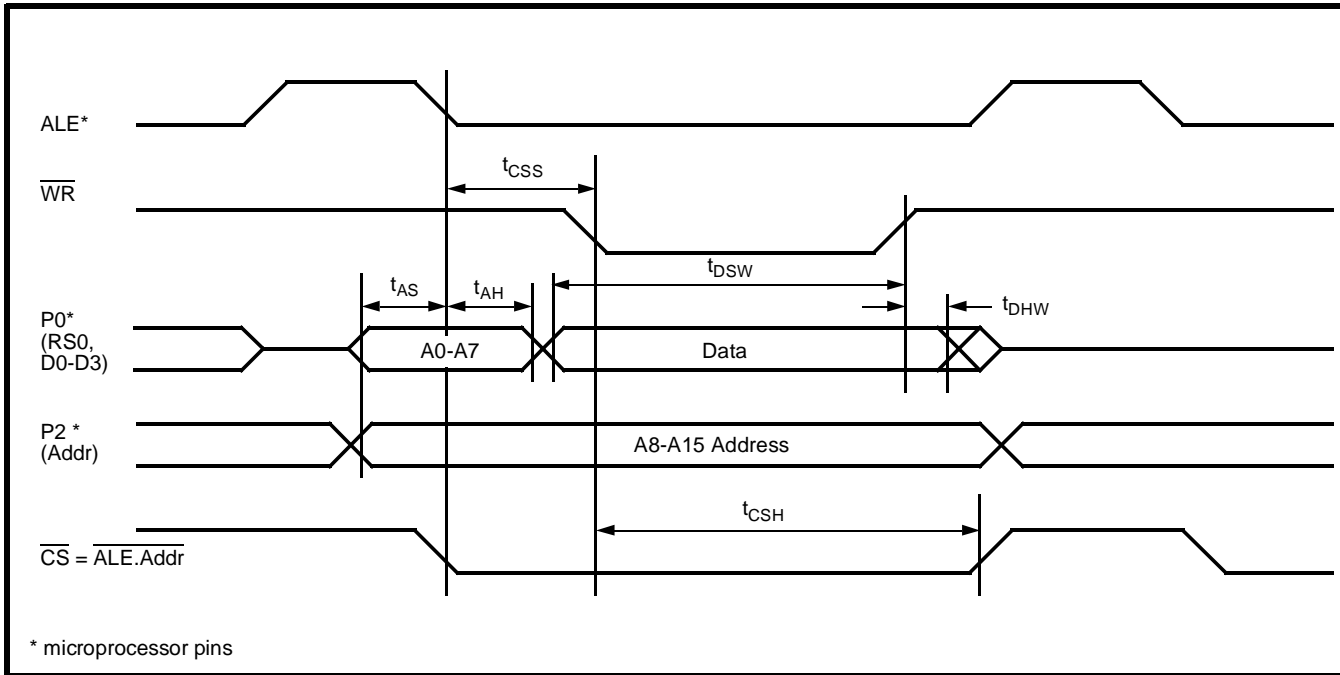 ALE*
tCSS
WR
tDSW
tAS
tAH
tDHW
P0*
(RS0,
D0-D3)
A0-A7
Data
P2 *
(Addr)
A8-A15 Address
tCSH
CS = ALE.Addr
* microprocessor pins